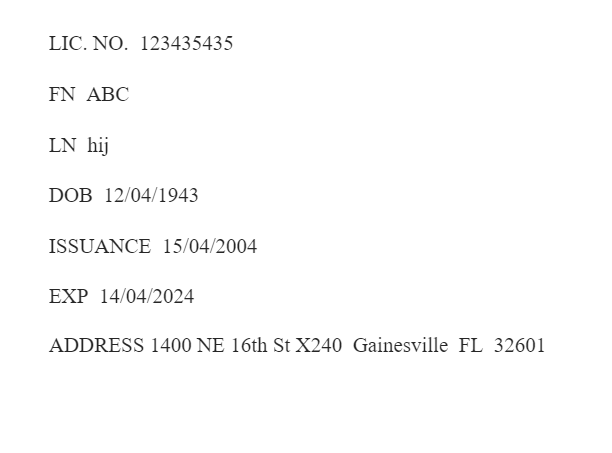 LIC. NO. 123435435
FN ABC
LN hij
DOB 12/04/1943
ISSUANCE 15/04/2004
EXP 14/04/2024
ADDRESS 1400 NE 16th St X240 Gainesville FL 32601